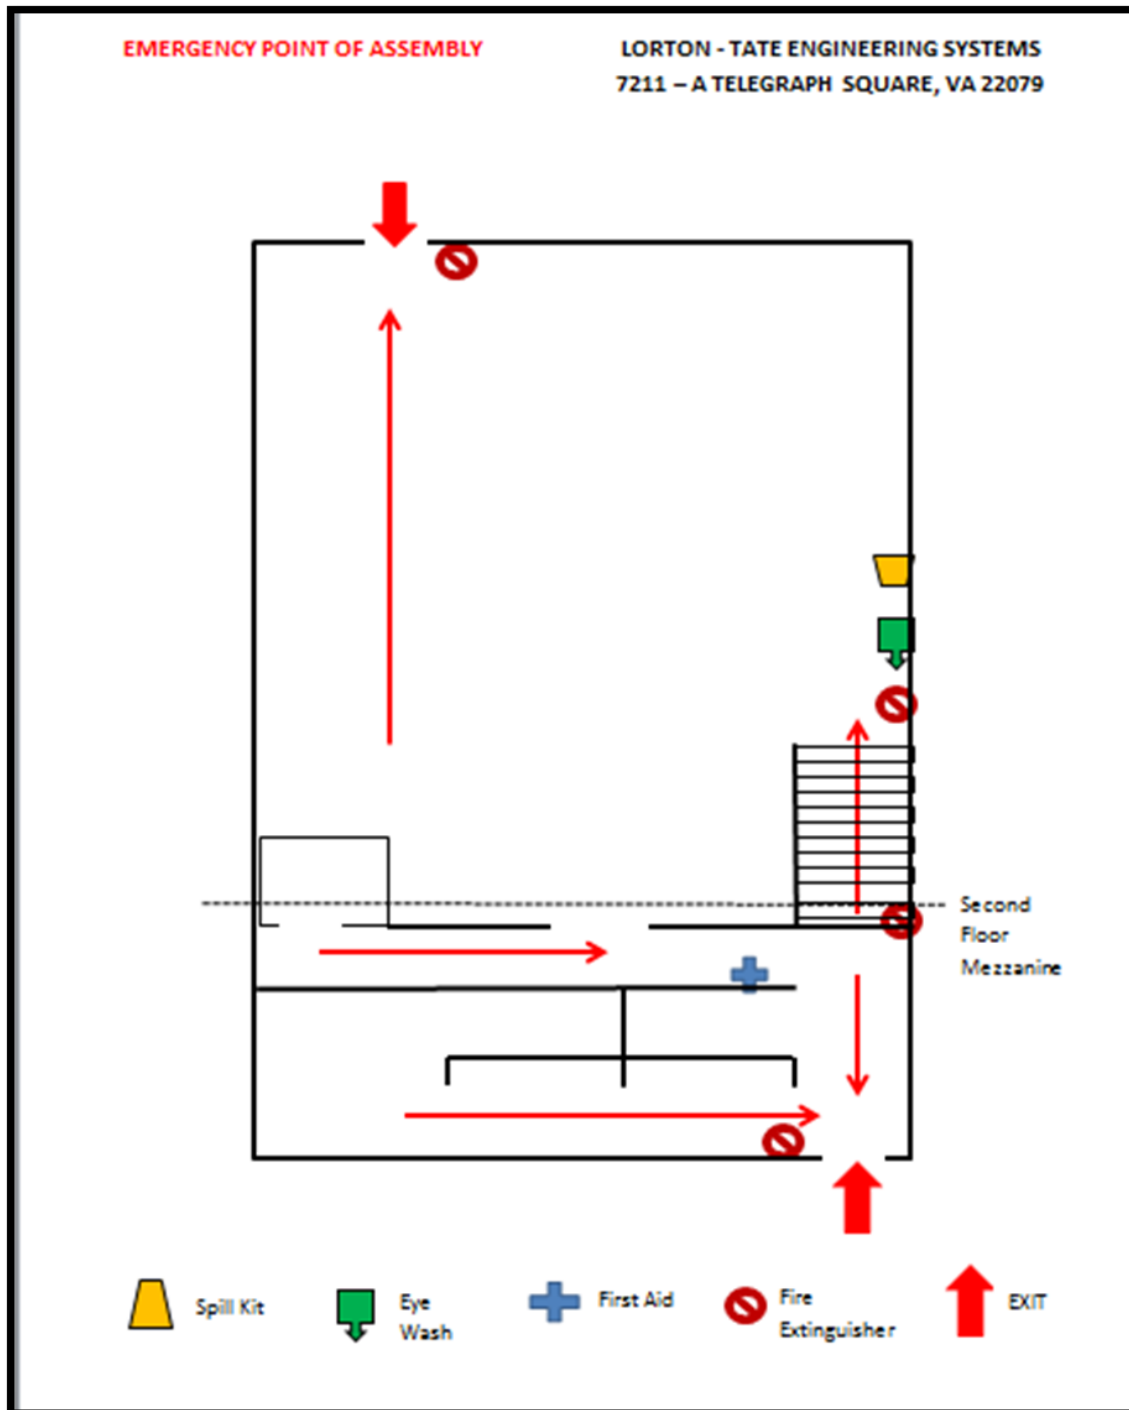 EMERGENCY POINT OF ASSEMBLY
LORTON - TATE ENGINEERING SYSTEMS
7211 – A TELEGRAPH SQUARE, VA 22079
Second
Floor
Mezzanine
Spill Kit
Eye
Wash
First Aid
Fire
Extinguisher
EXIT